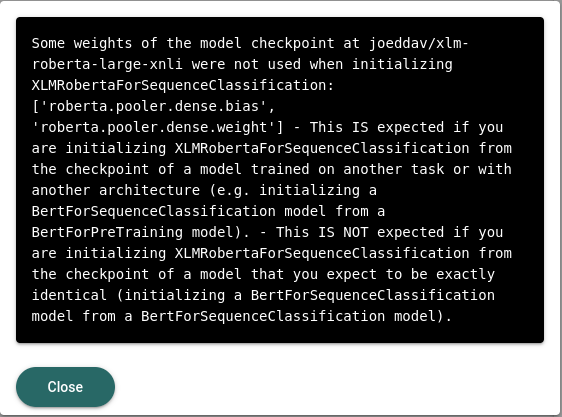 Some weights of the model checkpoint at joeddav/xlm-
roberta-large-xnli were not used when initializing
XLMRobertaForSequenceClassification:
['roberta.pooler.dense.bias',
'roberta.pooler.dense.weight'] - This IS expected if you
are initializing XLMRobertaForSequenceClassification from
the checkpoint of a model trained on another task or with
another architecture (e.g. initializing a
BertForSequenceClassification model from a
BertForPreTraining model). - This IS NOT expected if you
are initializing XLMRobertaForSequenceClassification from
the checkpoint of a model that you expect to be exactly
identical (initializing a BertForSequenceClassification
model from a BertForSequenceClassification model).
Close